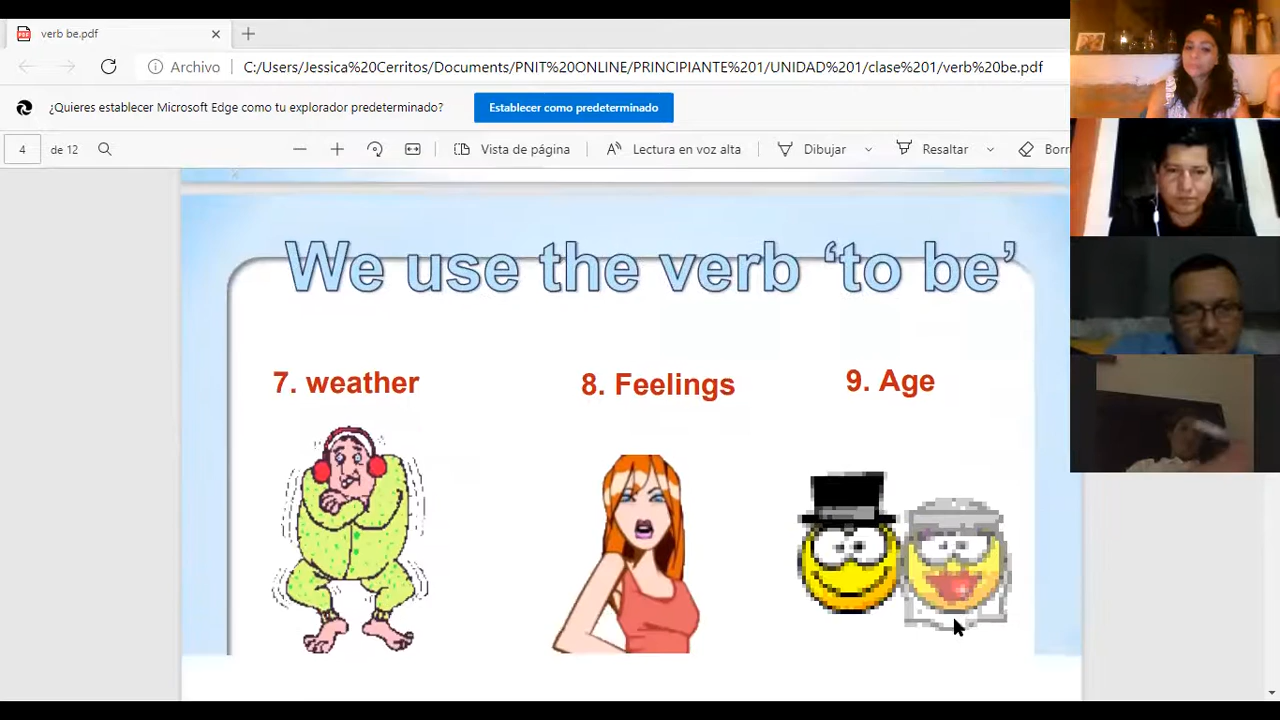 verb be.pdf
Archivo C:/Users/Jessica%20Cerritos/Documents/PNIT%20ONLINE/PRINCIPIANTE%201/UNIDAD%201/clase%201/verb%20be.pdf
¿Quieres establecer Microsoft Edge como tu explorador predeterminado? Establecer como predeterminado
4 de 12 Vista de página Lectura en voz alta Dibujar Resaltar Borr
We use the verb ‘to be’
7. weather 8. Feelings 9. Age